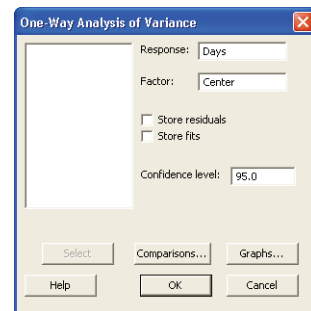 One-Way Analysis of Variance
Response: Days
Factor: Center
Store residuals
Store fits
Confidence level: 95.0
Select Comparisons... Graphs...
Help OK Cancel